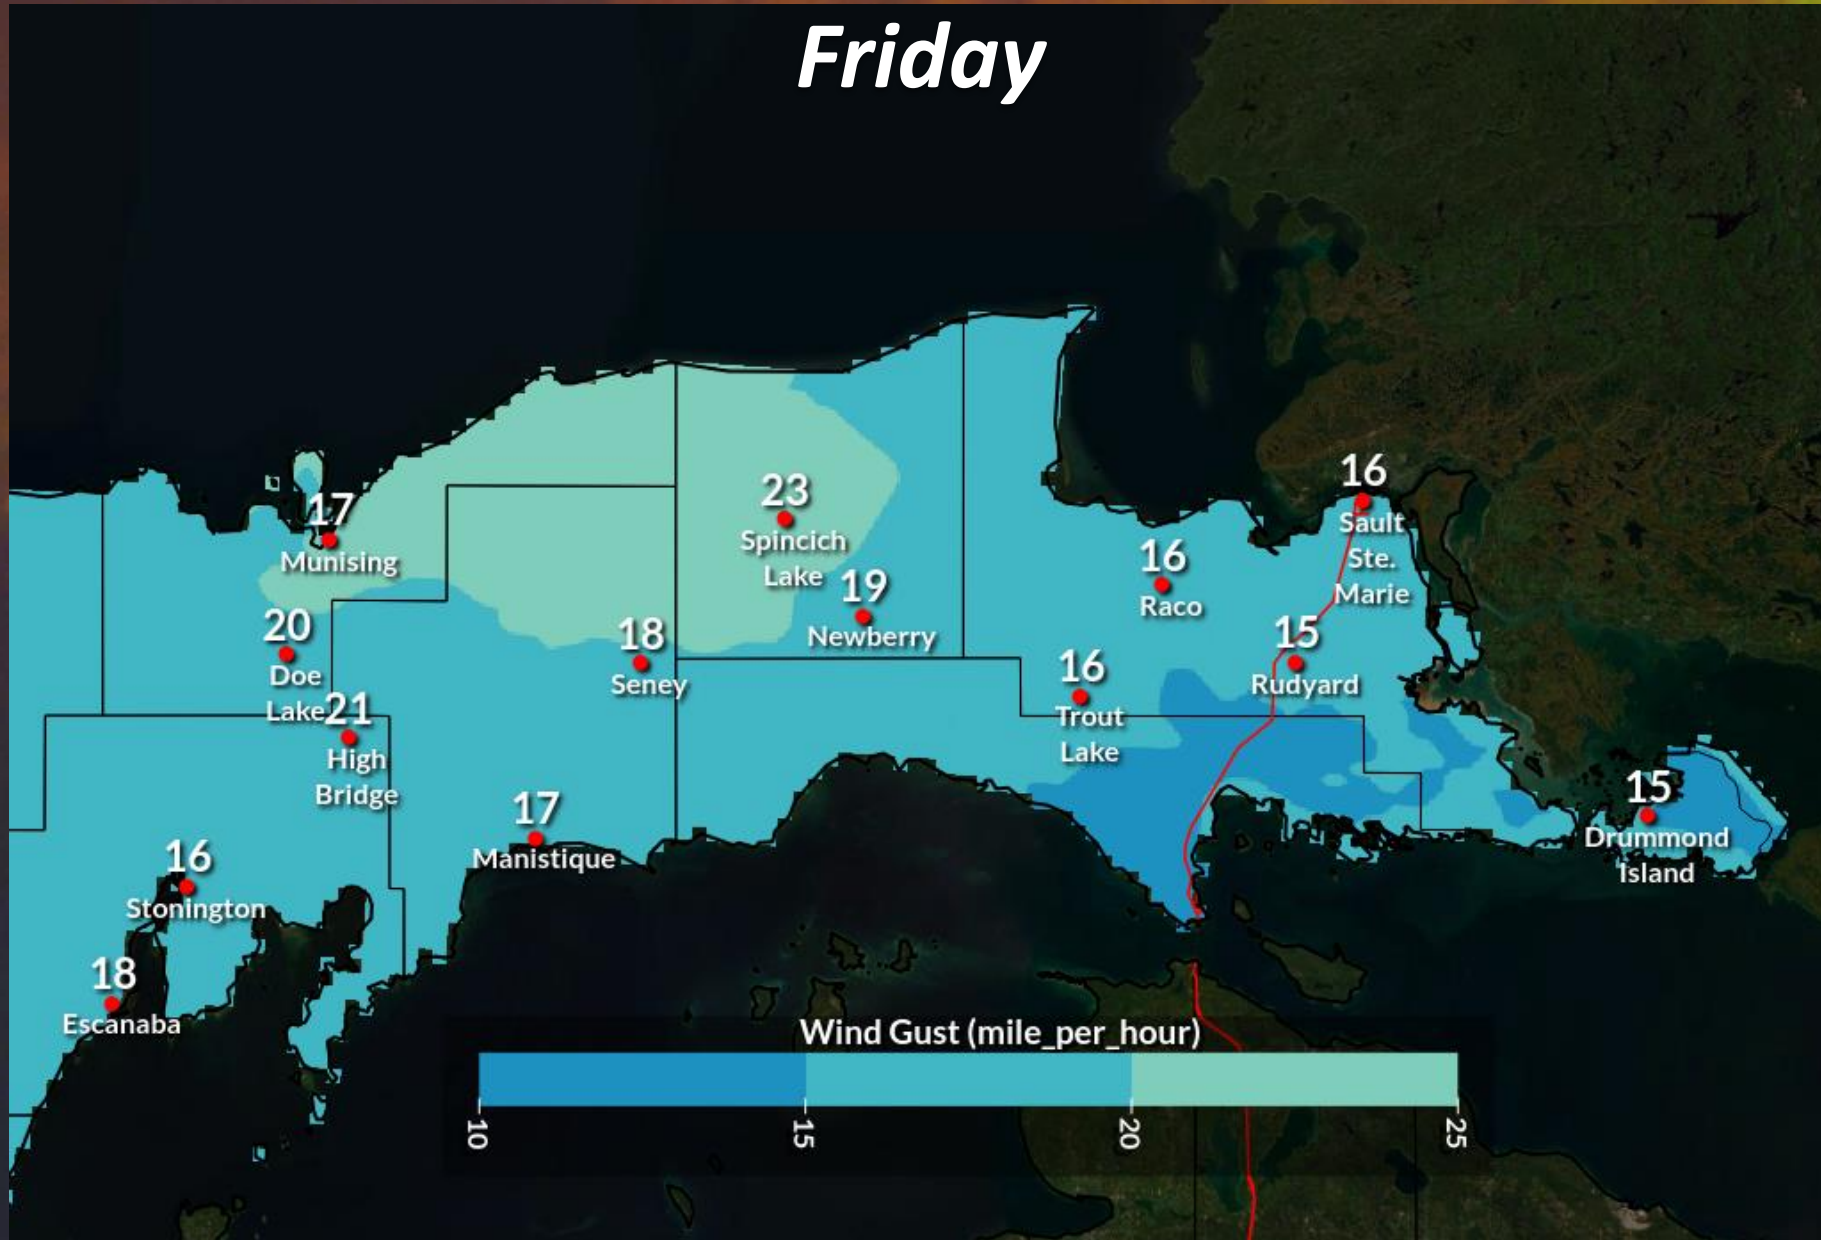 Friday
17
Munising
23
Spincich
Lake
16
Sault
Ste.
Marie
16
Raco
19
Newberry
20
Doe
Lake
18
Seney
15
Rudyard
16
Trout
Lake
21
High
Bridge
17
Manistique
15
Drummond
Island
16
Stonington
18
Escanaba
Wind Gust (mile_per_hour)
10
15
20
25